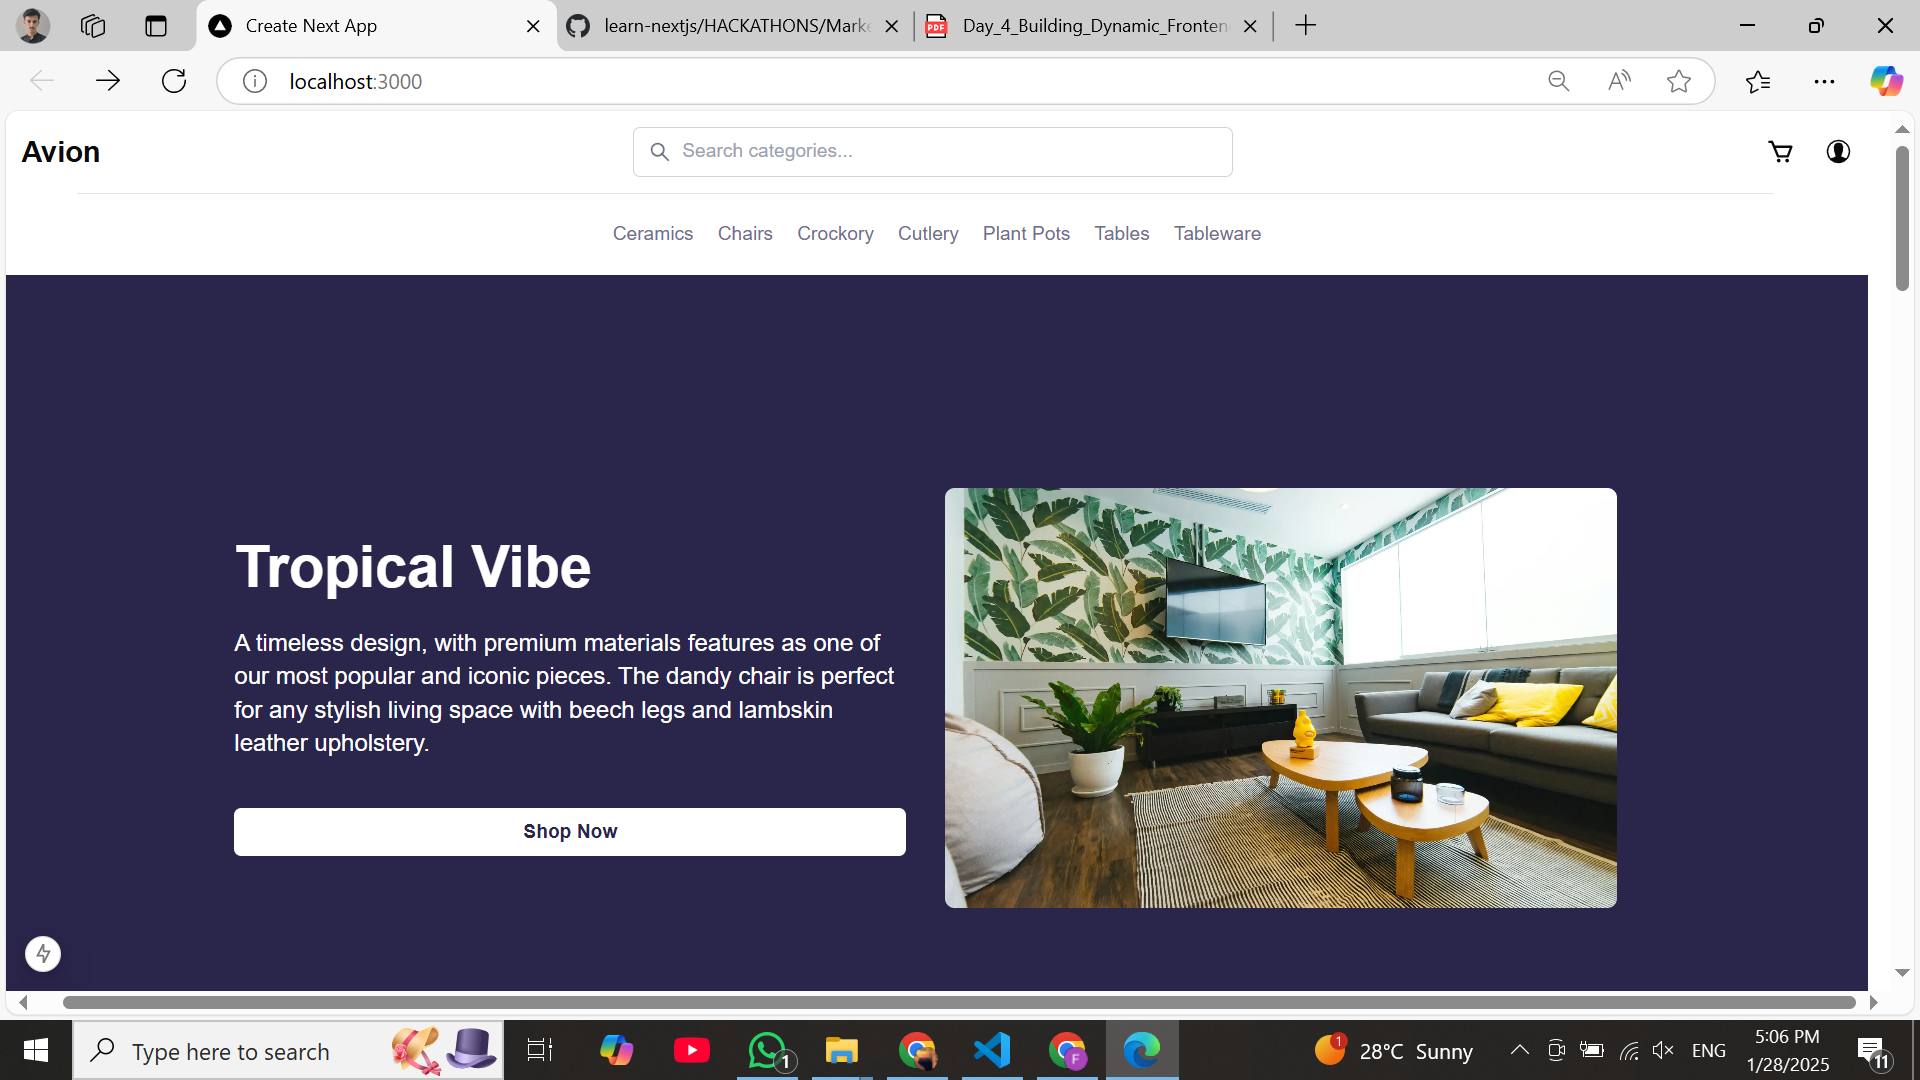 Create Next App
learn-nextjs/HACKATHONS/Marke
PDF
Day_4_Building_Dynamic_Fronten
localhost:3000
Avion
Search categories...
Ceramics Chairs Crockory Cutlery Plant Pots Tables Tableware
Tropical Vibe
A timeless design, with premium materials features as one of
our most popular and iconic pieces. The dandy chair is perfect
for any stylish living space with beech legs and lambskin
leather upholstery.
Shop Now
Type here to search
1
F
1
28°C Sunny
ENG
5:06 PM
1/28/2025
11